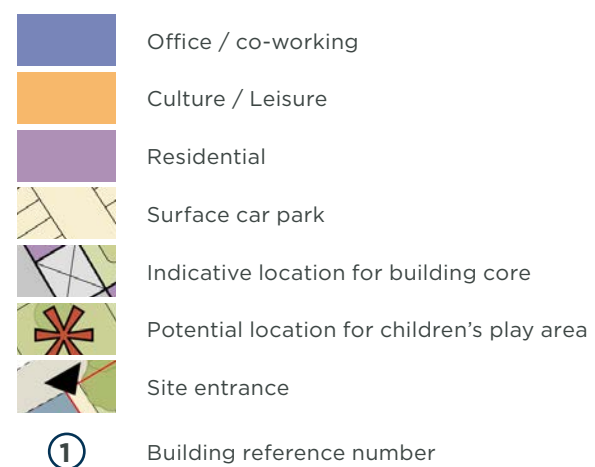 Office / co-working
Culture / Leisure
Residential
Surface car park
Indicative location for building core
Potential location for children's play area
Site entrance
1 Building reference number